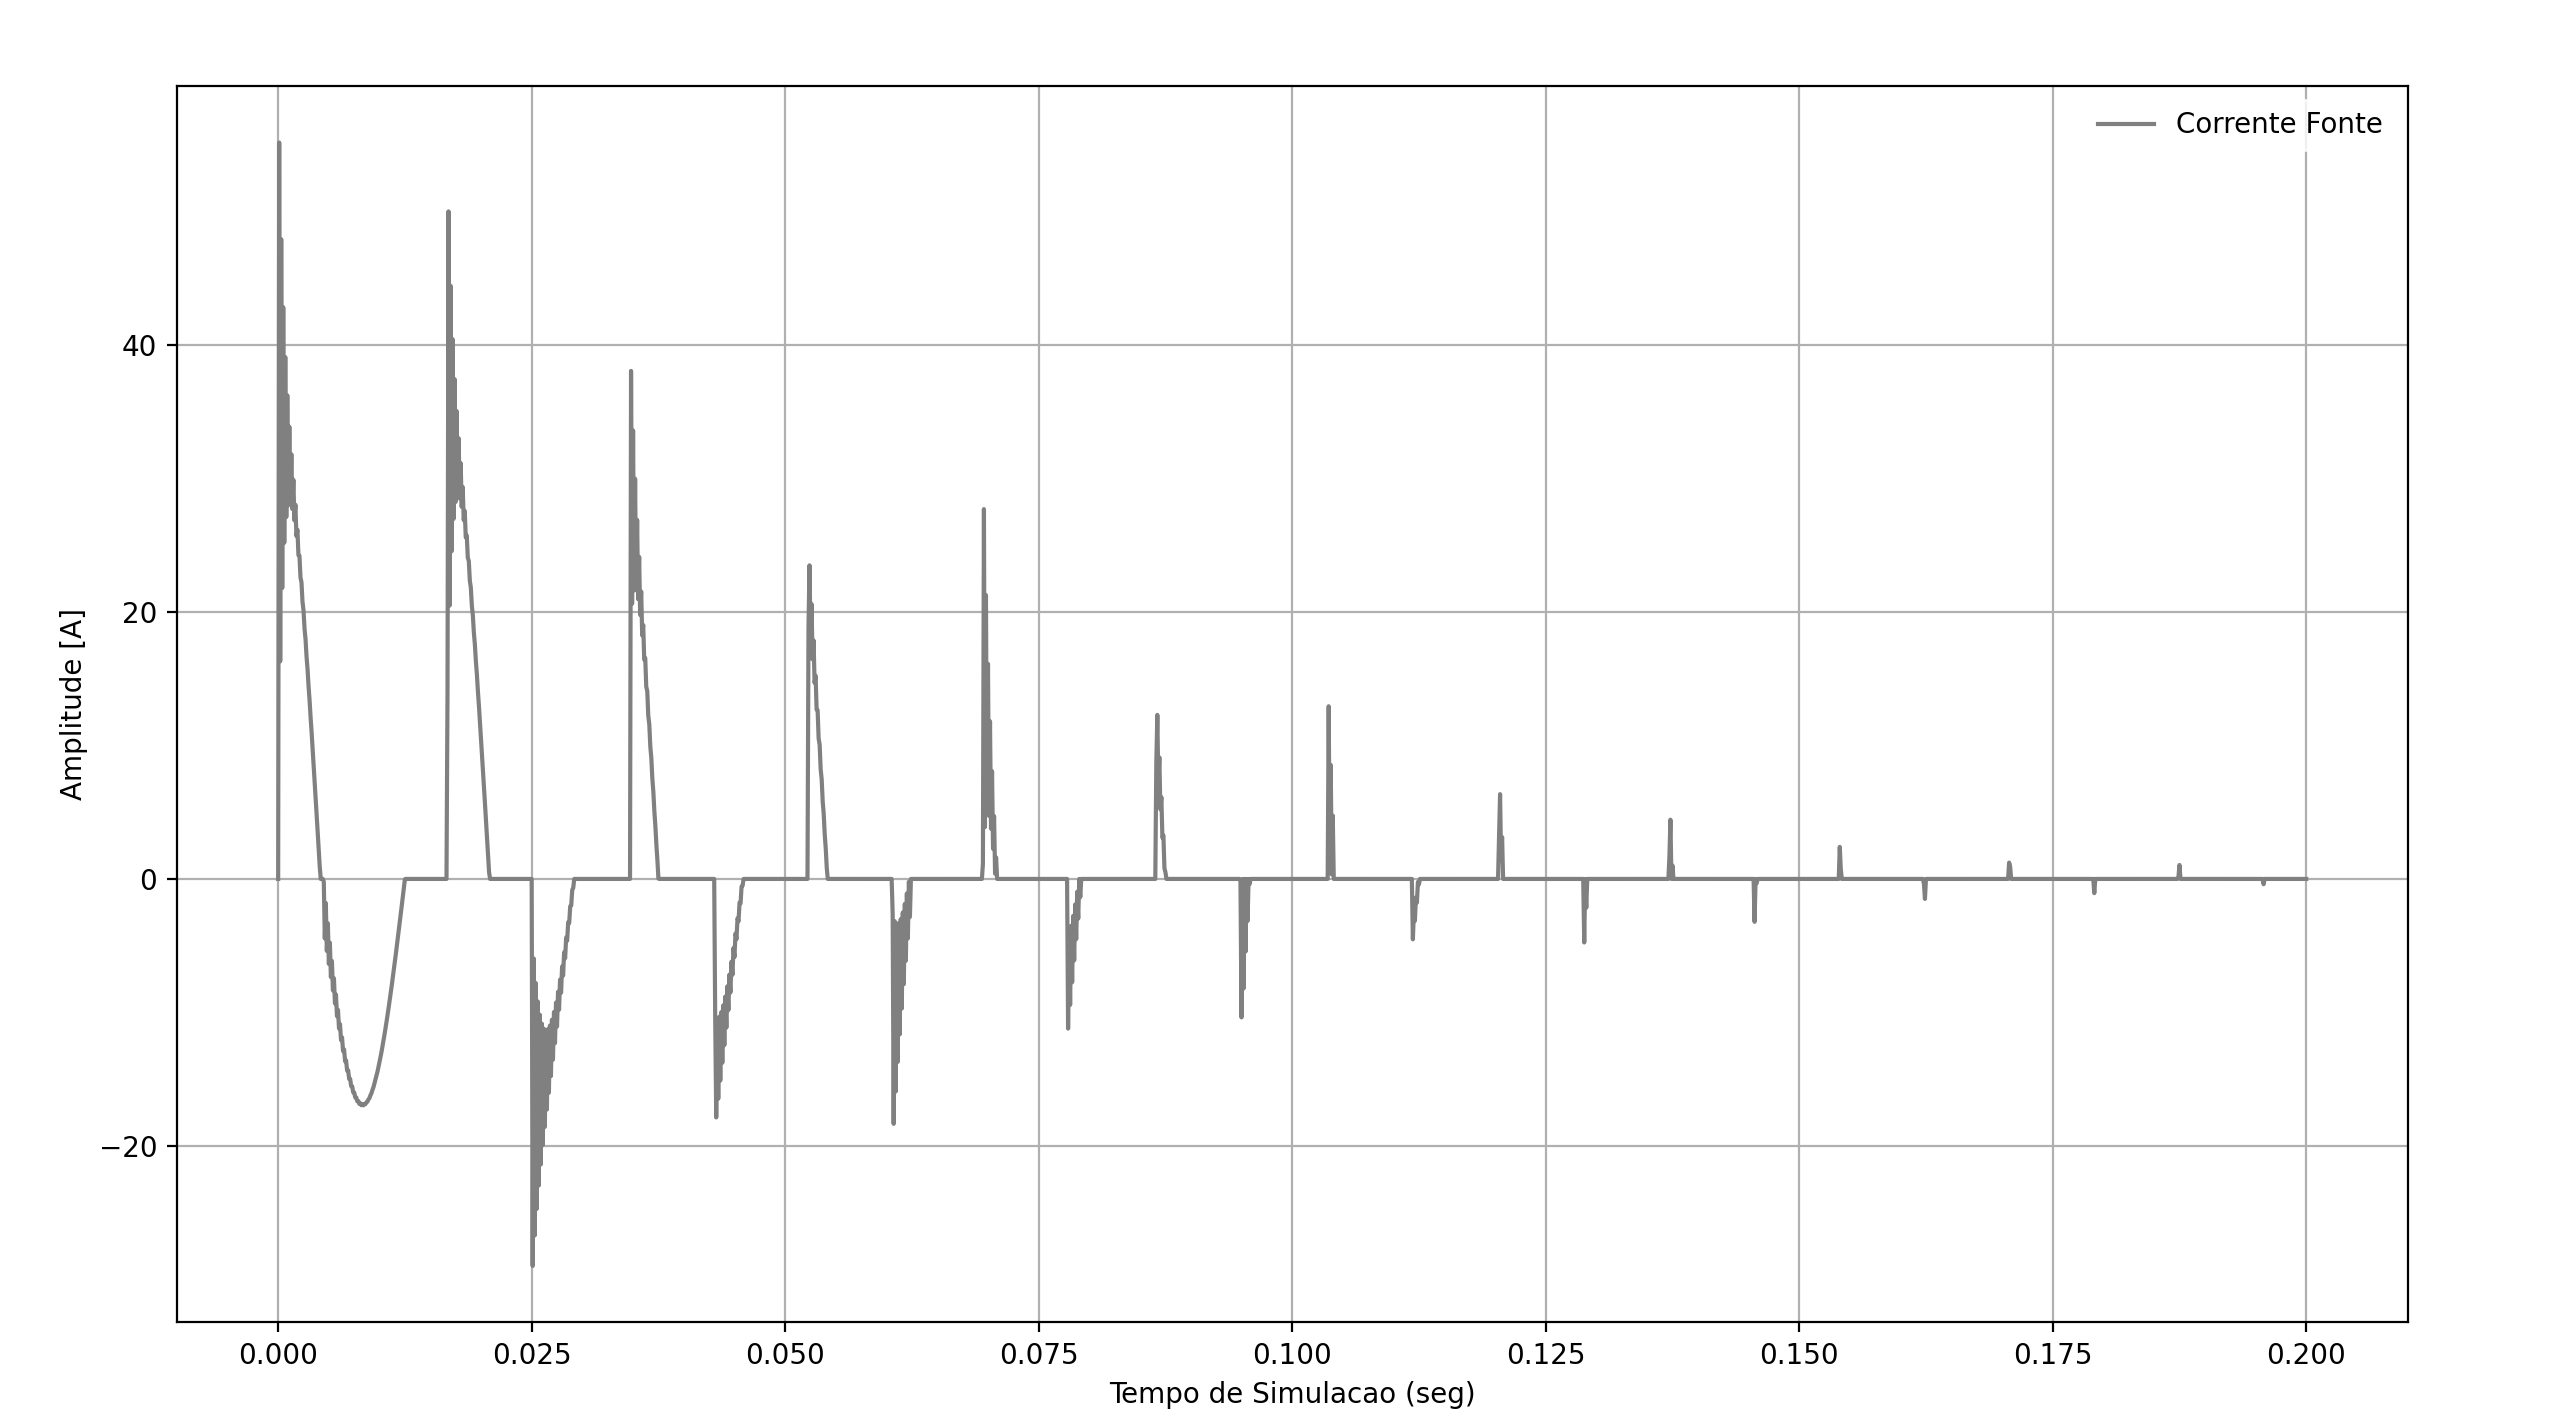 Corrente Fonte
40
20
0
−20
Amplitude [A]
0.000 0.025 0.050 0.075 0.100 0.125 0.150 0.175 0.200
Tempo de Simulacao (seg)